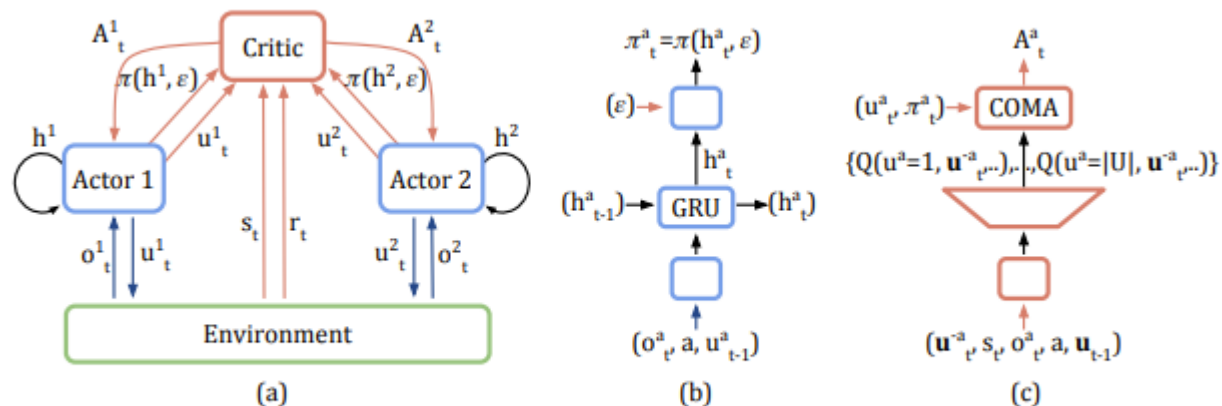 A¹ₜ
Critic
A²ₜ
π(h¹, ε)
π(h², ε)
h¹
u¹ₜ
u²ₜ
h²
Actor 1
Actor 2
sₜ
rₜ
o¹ₜ
u¹ₜ
u²ₜ
o²ₜ
Environment
(a)
πᵃₜ=π(hᵃₜ, ε)
(ε)
hᵃₜ
(hᵃₜ₋₁)
GRU
(hᵃₜ)
(oᵃₜ, a, uᵃₜ₋₁)
(b)
Aᵃₜ
(uᵃₜ, πᵃₜ)
COMA
{Q(uᵃ=1, u⁻ᵃₜ,..),...,Q(uᵃ=|U|, u⁻ᵃₜ,..)}
(u⁻ᵃₜ, sₜ, oᵃₜ, a, uₜ₋₁)
(c)